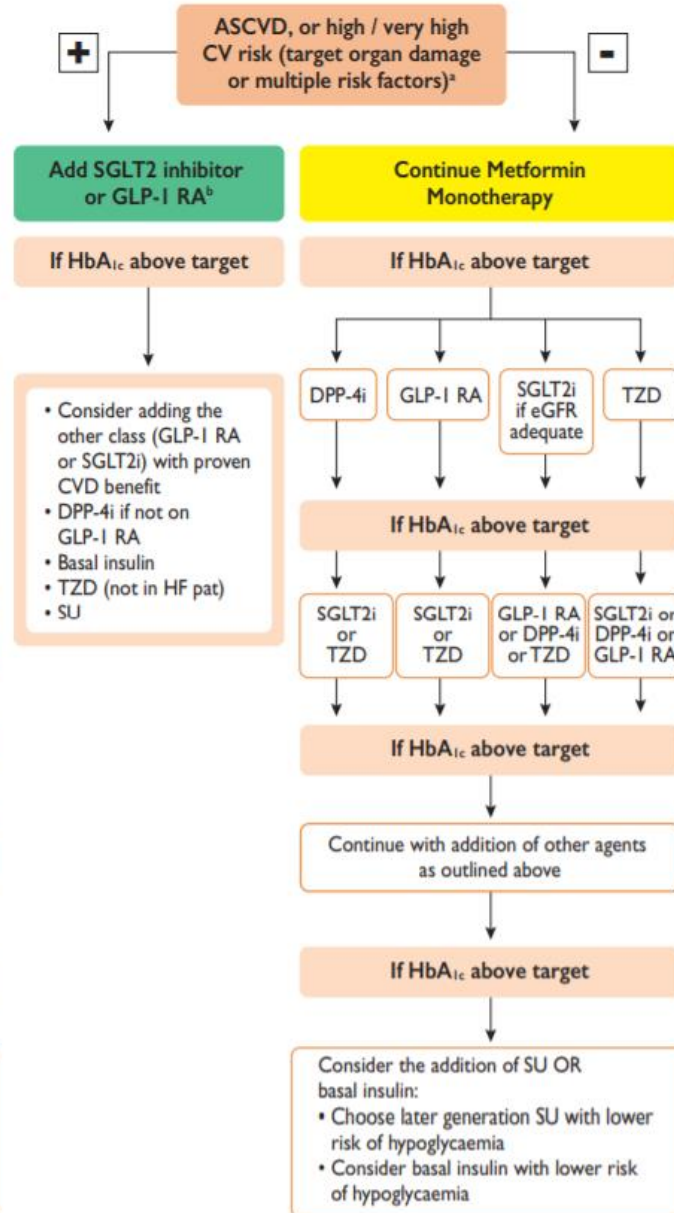 ASCVD, or high / very high
CV risk (target organ damage
or multiple risk factors)ᵃ
+
-
Add SGLT2 inhibitor
or GLP-1 RAᵇ
If HbA₁c above target
• Consider adding the
other class (GLP-1 RA
or SGLT2i) with proven
CVD benefit
• DPP-4i if not on
GLP-1 RA
• Basal insulin
• TZD (not in HF pat)
• SU
Continue Metformin
Monotherapy
If HbA₁c above target
DPP-4i
GLP-1 RA
SGLT2i
if eGFR
adequate
TZD
If HbA₁c above target
SGLT2i
or
TZD
SGLT2i
or
TZD
GLP-1 RA
or DPP-4i
or TZD
SGLT2i or
DPP-4i or
GLP-1 RA
If HbA₁c above target
Continue with addition of other agents
as outlined above
If HbA₁c above target
Consider the addition of SU OR
basal insulin:
• Choose later generation SU with lower
risk of hypoglycaemia
• Consider basal insulin with lower risk
of hypoglycaemia